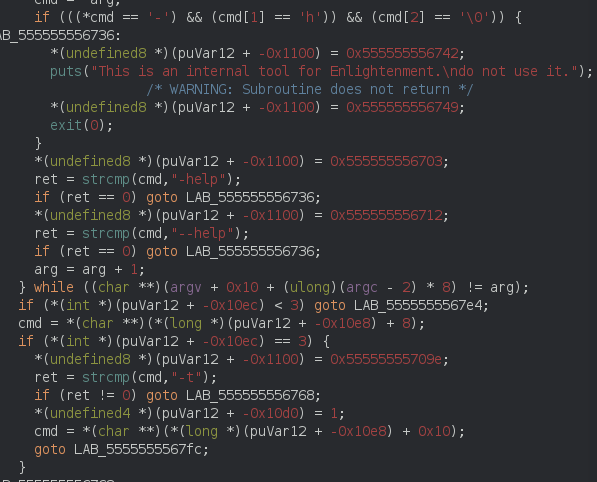 cmd = *arg;
if (((*cmd == '-') && (cmd[1] == 'h')) && (cmd[2] == '\0')) {
AB_555555556736:
*(undefined8 *)(puVar12 + -0x1100) = 0x555555556742;
puts("This is an internal tool for Enlightenment.\ndo not use it.");
/* WARNING: Subroutine does not return */
*(undefined8 *)(puVar12 + -0x1100) = 0x555555556749;
exit(0);
}
*(undefined8 *)(puVar12 + -0x1100) = 0x555555556703;
ret = strcmp(cmd,"-help");
if (ret == 0) goto LAB_555555556736;
*(undefined8 *)(puVar12 + -0x1100) = 0x555555556712;
ret = strcmp(cmd,"--help");
if (ret == 0) goto LAB_555555556736;
arg = arg + 1;
} while ((char **)(argv + 0x10 + (ulong)(argc - 2) * 8) != arg);
if (*(int *)(puVar12 + -0x10ec) < 3) goto LAB_5555555567e4;
cmd = *(char **)(*(long *)(puVar12 + -0x10e8) + 8);
if (*(int *)(puVar12 + -0x10ec) == 3) {
*(undefined8 *)(puVar12 + -0x1100) = 0x55555555709e;
ret = strcmp(cmd,"-t");
if (ret != 0) goto LAB_555555556768;
*(undefined4 *)(puVar12 + -0x10d0) = 1;
cmd = *(char **)(*(long *)(puVar12 + -0x10e8) + 0x10);
goto LAB_5555555567fc;
}